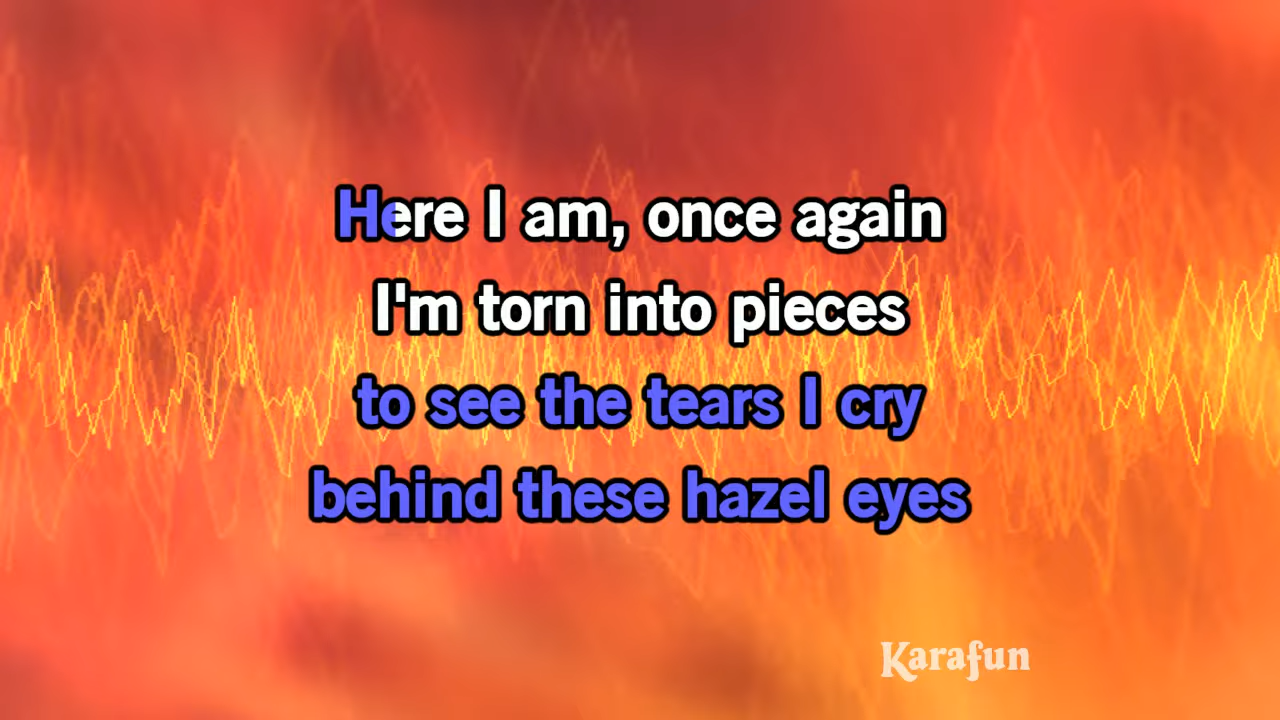 Here I am, once again
I'm torn into pieces
to see the tears I cry
behind these hazel eyes
Karafun